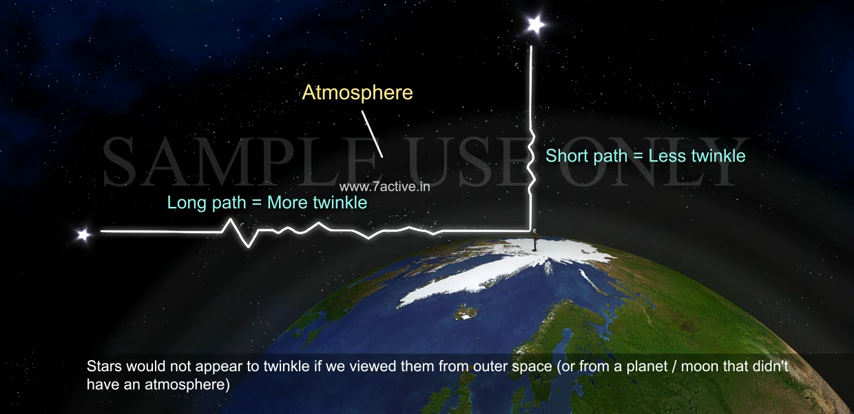 Atmosphere
SAMPLE USE ONLY
Short path = Less twinkle
www.7active.in
Long path = More twinkle
Stars would not appear to twinkle if we viewed them from outer space (or from a planet / moon that didn't
have an atmosphere)